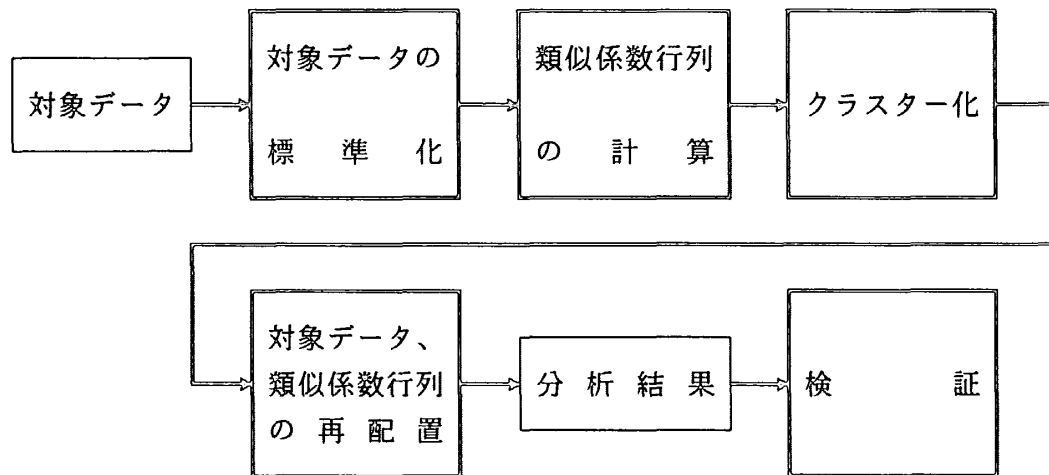 対象データ
対象データの
標準化
類似係数行列
の計算
クラスター化
対象データ、
類似係数行列
の再配置
分析結果
検証